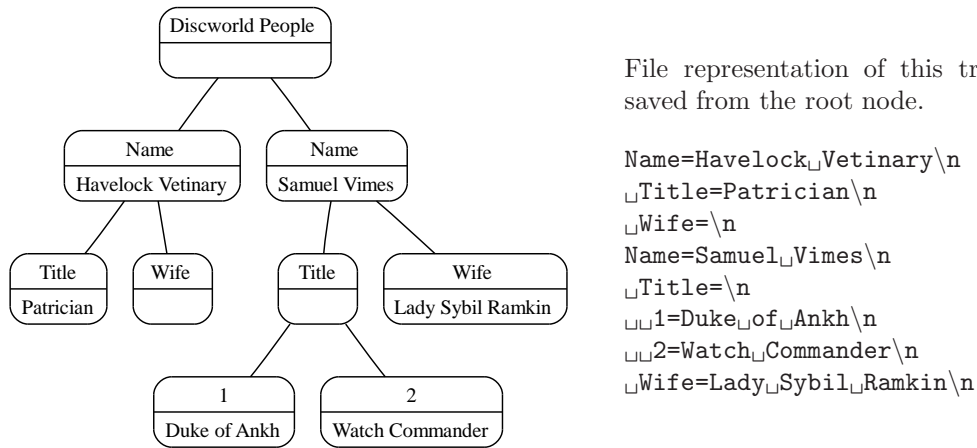 Discworld People
Name
Havelock Vetinary
Name
Samuel Vimes
Title
Patrician
Wife
Title
Wife
Lady Sybil Ramkin
1
Duke of Ankh
2
Watch Commander
File representation of this tr
saved from the root node.
Name=Havelock␣Vetinary\n
␣Title=Patrician\n
␣Wife=\n
Name=Samuel␣Vimes\n
␣Title=\n
␣␣1=Duke␣of␣Ankh\n
␣␣2=Watch␣Commander\n
␣Wife=Lady␣Sybil␣Ramkin\n